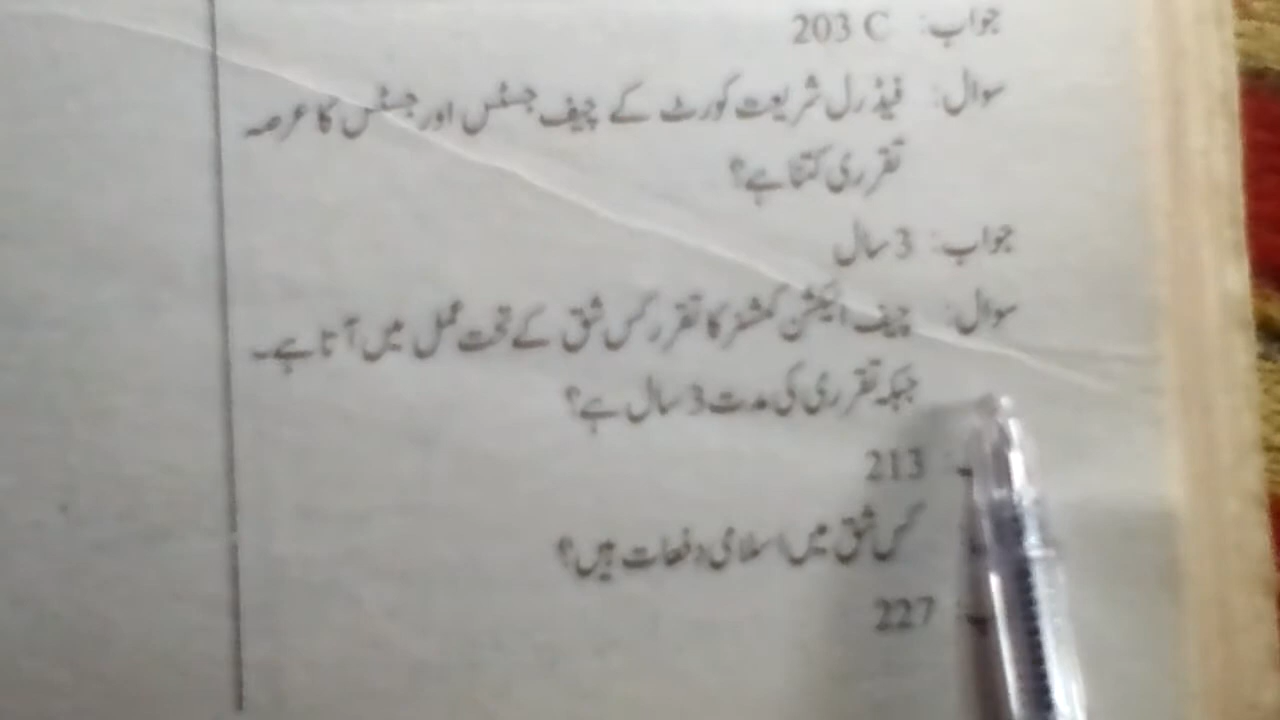 جواب: 203 C
سوال: فیڈرل شریعت کورٹ کے چیف جسٹس اور جسٹس کا عرصہ
تقرری کتنا ہے؟
جواب: 3 سال
سوال: چیف الیکشن کمشنر کا تقرر کس شق کے تحت عمل میں آتا ہے۔
جبکہ تقرری کی مدت 3 سال ہے؟
213
کس شق میں اسلامی دفعات ہیں؟
227